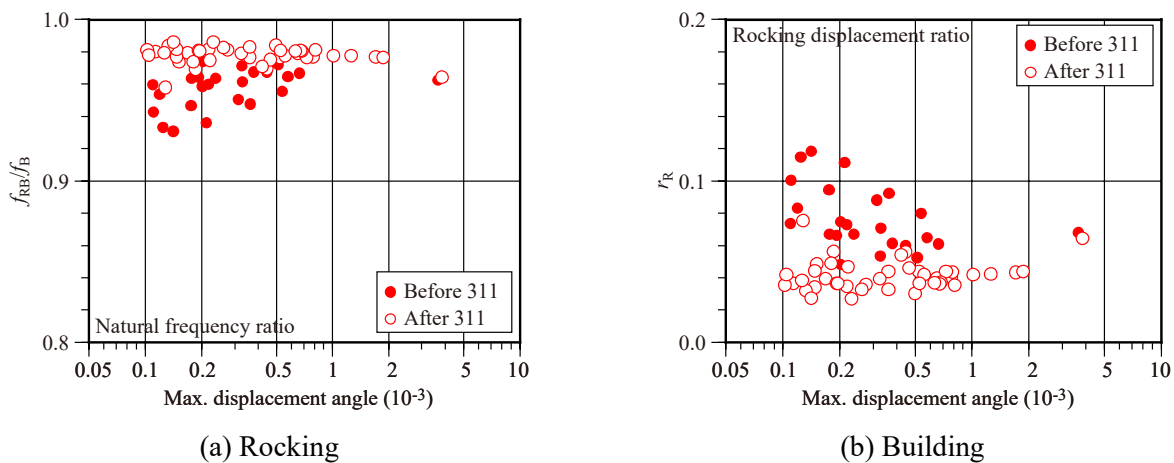 1.0
0.9
0.8
fRB/fB
Before 311
After 311
Natural frequency ratio
0.05 0.1 0.2 0.5 1 2 5 10
Max. displacement angle (10-3)
(a) Rocking
0.2
0.1
0.0
rR
Rocking displacement ratio
Before 311
After 311
0.05 0.1 0.2 0.5 1 2 5 10
Max. displacement angle (10-3)
(b) Building